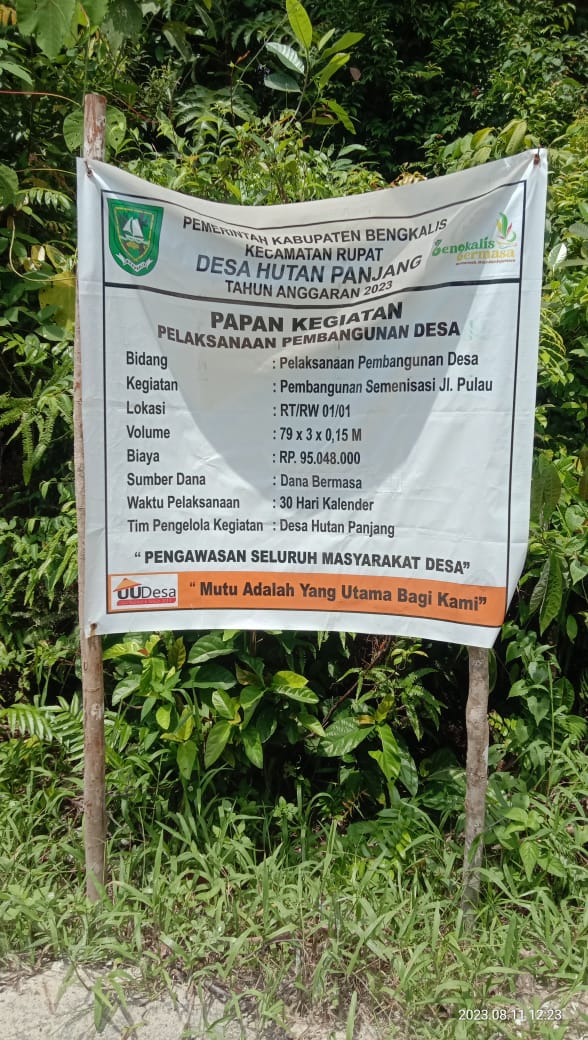 PEMERINTAH KABUPATEN BENGKALIS
KECAMATAN RUPAT
DESA HUTAN PANJANG
TAHUN ANGGARAN 2023
Bengkalis
Bermasa
PAPAN KEGIATAN
PELAKSANAAN PEMBANGUNAN DESA
Bidang : Pelaksanaan Pembangunan Desa
Kegiatan : Pembangunan Semenisasi Jl. Pulau
Lokasi : RT/RW 01/01
Volume : 79 x 3 x 0,15 M
Biaya : RP. 95.048.000
Sumber Dana : Dana Bermasa
Waktu Pelaksanaan : 30 Hari Kalender
Tim Pengelola Kegiatan : Desa Hutan Panjang
“ PENGAWASAN SELURUH MASYARAKAT DESA”
UUDesa
“ Mutu Adalah Yang Utama Bagi Kami”
2023.08.11 12:23